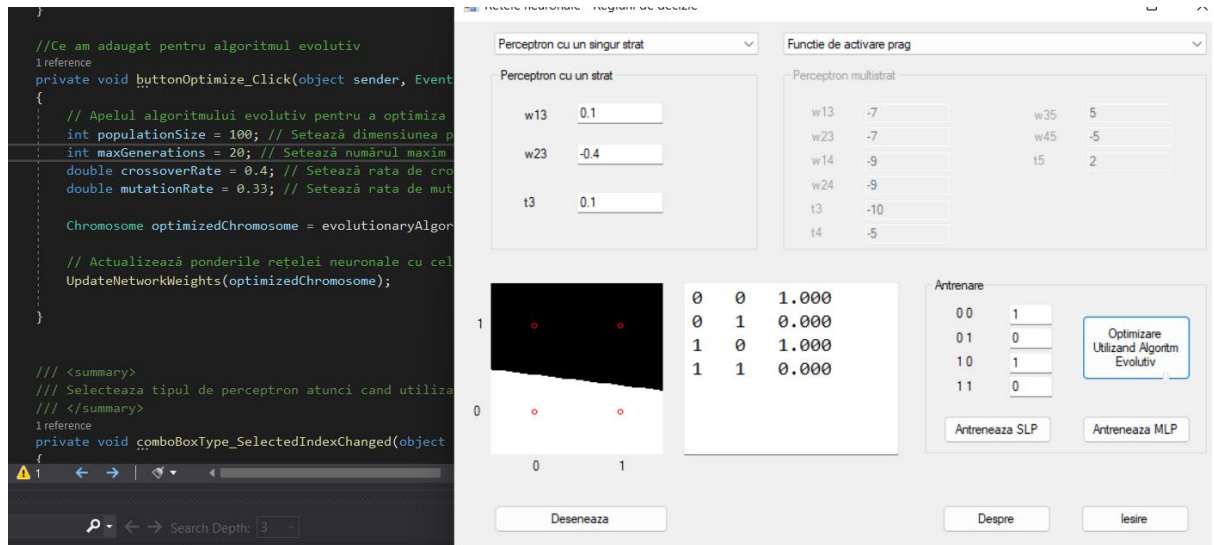 }
//Ce am adaugat pentru algoritmul evolutiv
1 reference
private void buttonOptimize_Click(object sender, Event
{
// Apelul algoritmului evolutiv pentru a optimiza
int populationSize = 100; // Setează dimensiunea p
int maxGenerations = 20; // Setează numărul maxim
double crossoverRate = 0.4; // Setează rata de cro
double mutationRate = 0.33; // Setează rata de mut
Chromosome optimizedChromosome = evolutionaryAlgor
// Actualizează ponderile rețelei neuronale cu cel
UpdateNetworkWeights(optimizedChromosome);
}
/// <summary>
/// Selecteaza tipul de perceptron atunci cand utiliza
/// </summary>
1 reference
private void comboBoxType_SelectedIndexChanged(object
{
1
Search Depth: 3
Perceptron cu un singur strat
Functie de activare prag
Perceptron cu un strat
w13 0.1
w23 -0.4
t3 0.1
Perceptron multistrat
w13 -7 w35 5
w23 -7 w45 -5
w14 -9 t5 2
w24 -9
t3 -10
t4 -5
1
0
0 1
0 0 1.000
0 1 0.000
1 0 1.000
1 1 0.000
Antrenare
0 0 1
0 1 0
1 0 1
1 1 0
Optimizare
Utilizand Algoritm
Evolutiv
Antreneaza SLP
Antreneaza MLP
Deseneaza
Despre
Iesire